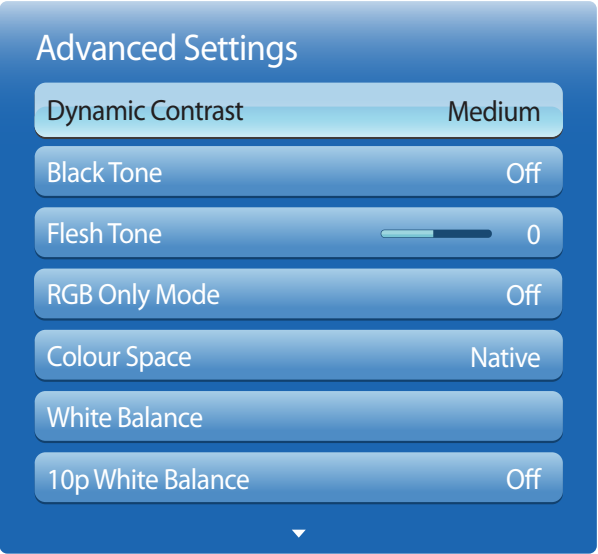 Advanced Settings
Dynamic Contrast Medium
Black Tone Off
Flesh Tone 0
RGB Only Mode Off
Colour Space Native
White Balance
10p White Balance Off